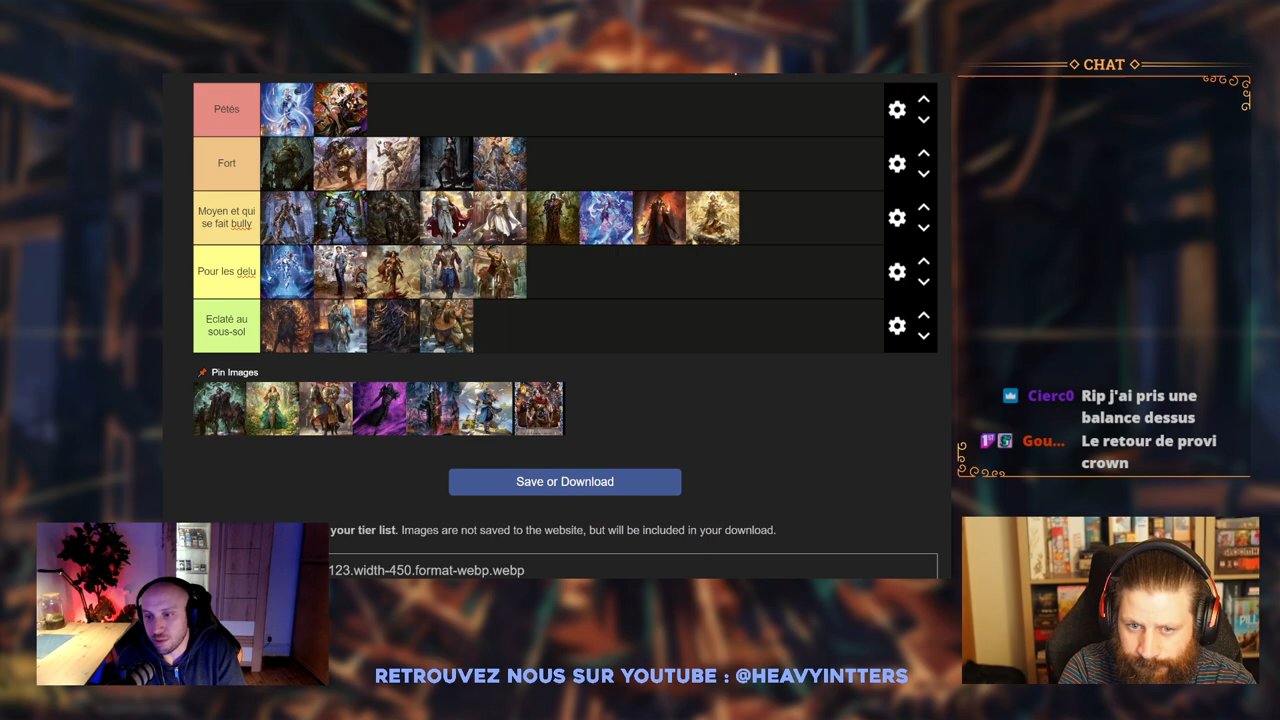 CHAT
Pétés
Fort
Moyen et qui
se fait bully
Pour les delu
Eclaté au
sous-sol
Pin Images
Save or Download
your tier list. Images are not saved to the website, but will be included in your download.
123.width-450.format-webp.webp
Cierc0 Rip j'ai pris une
balance dessus
Gou... Le retour de provi
crown
RETROUVEZ NOUS SUR YOUTUBE : @HEAVYINTTERS